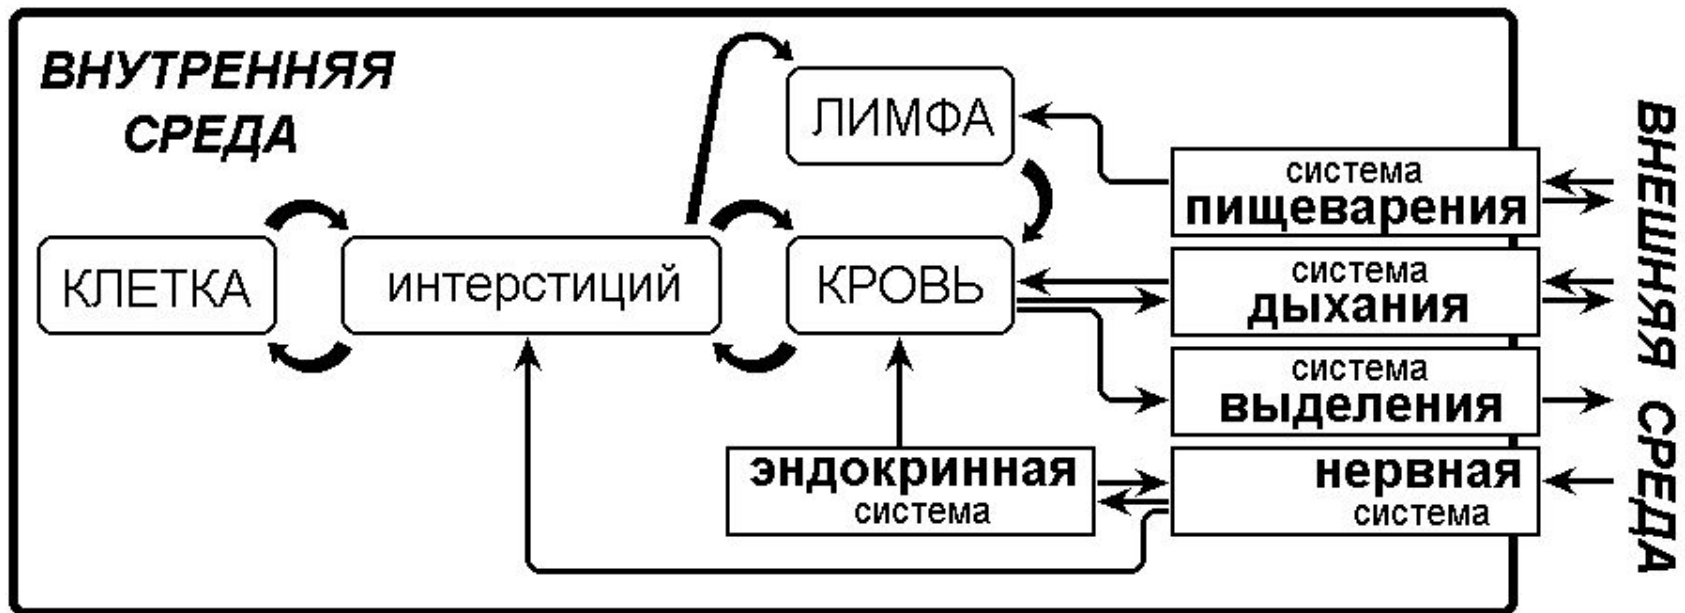 ВНУТРЕННЯЯ
СРЕДА
ЛИМФА
КЛЕТКА
интерстиций
КРОВЬ
система
пищеварения
система
дыхания
система
выделения
эндокринная
система
нервная
система
ВНЕШНЯЯ СРЕДА